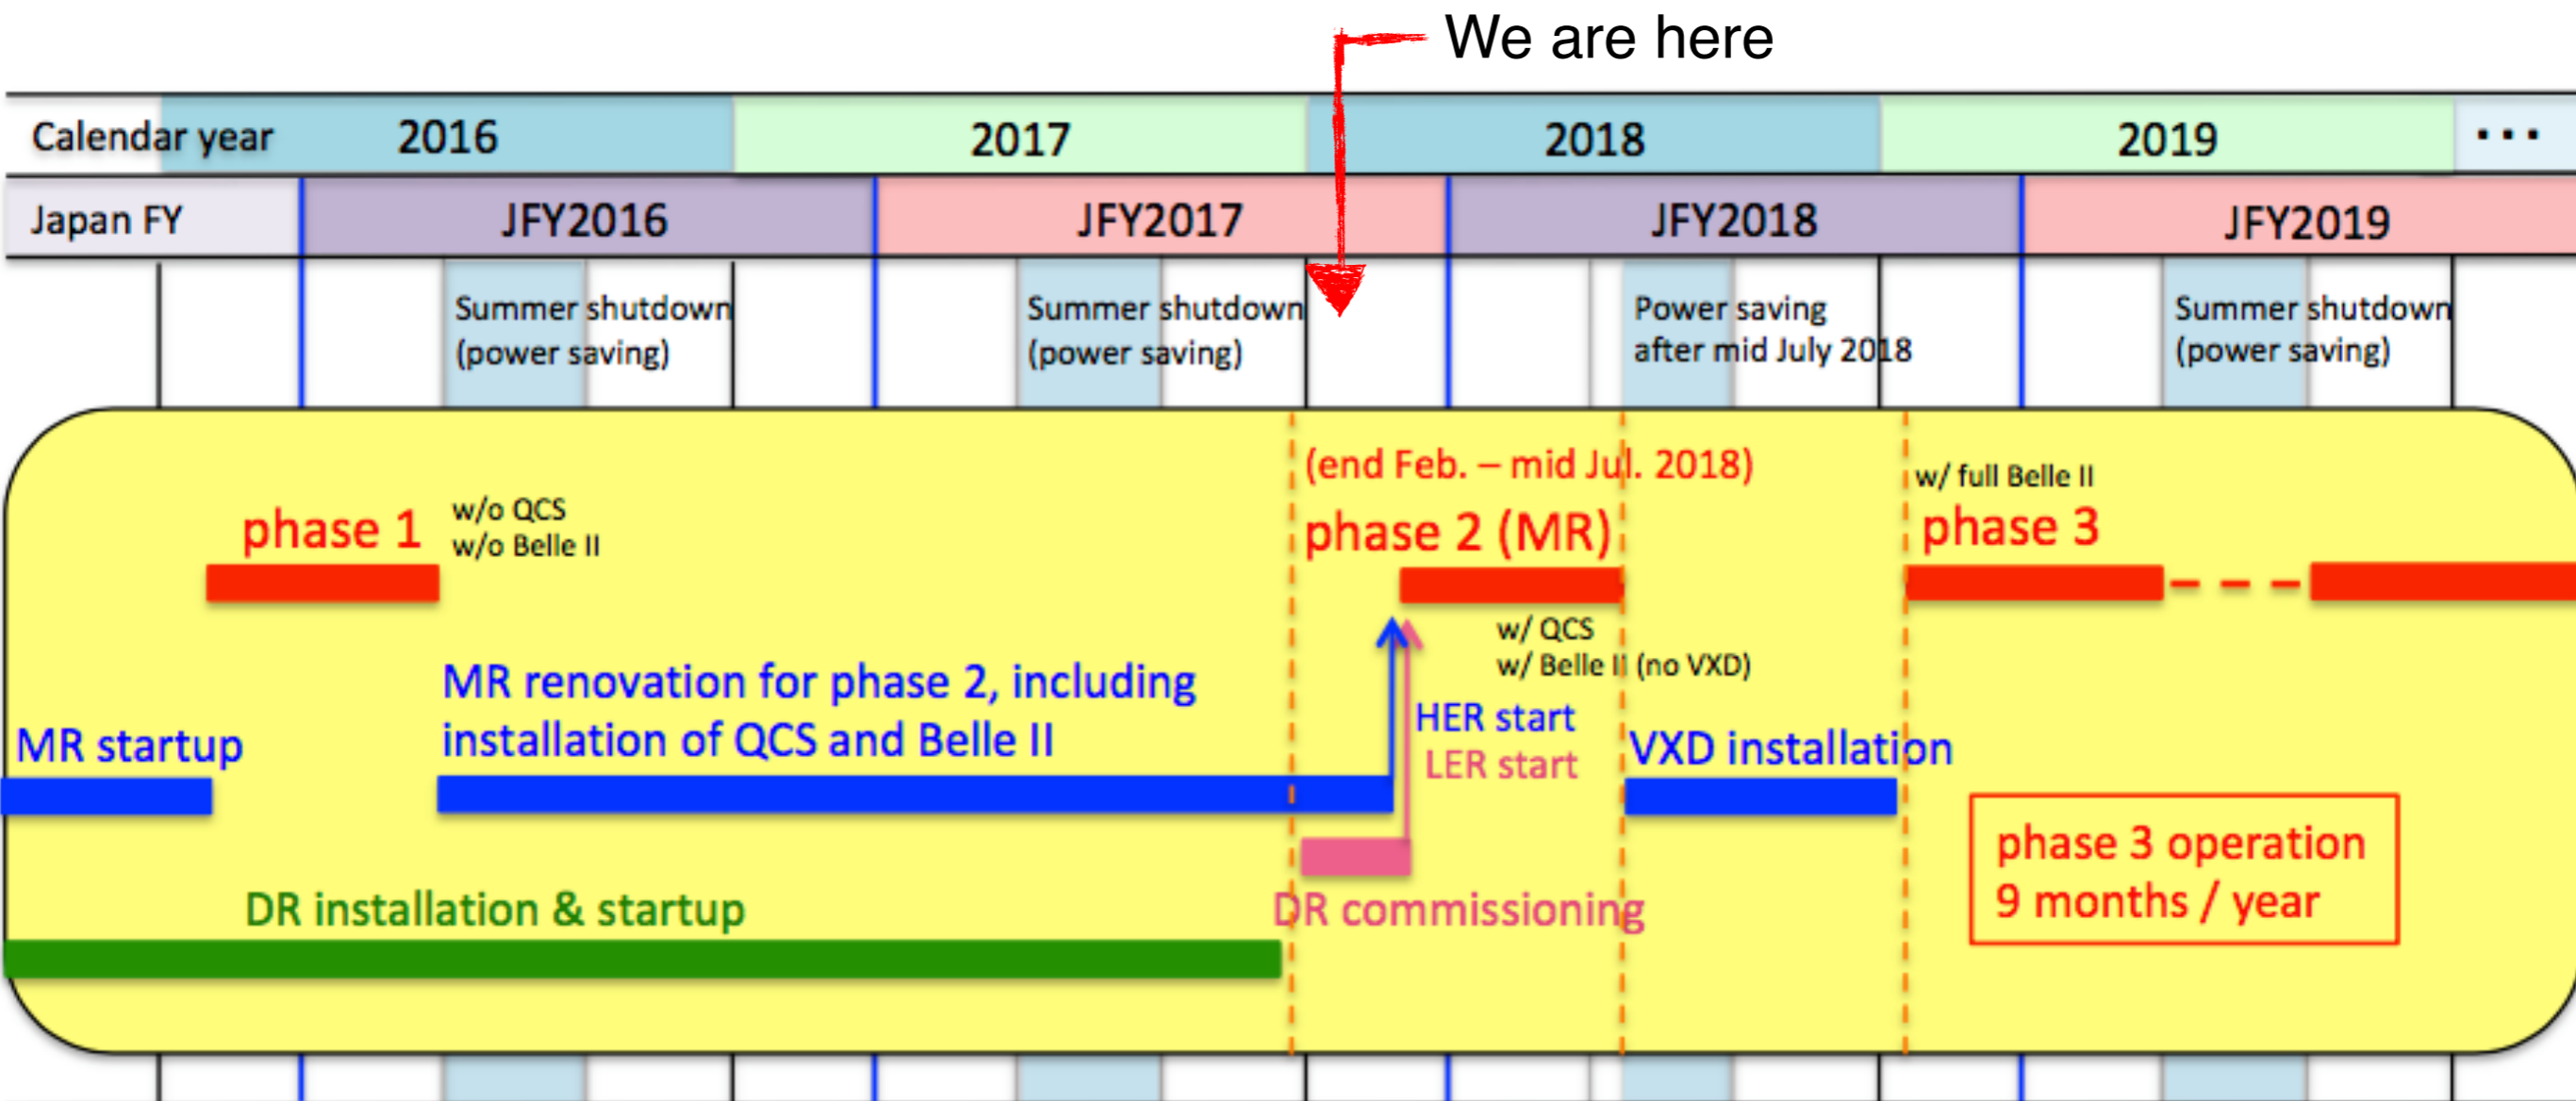 We are here
Calendar year 2016 2017 2018 2019 ...
Japan FY JFY2016 JFY2017 JFY2018 JFY2019
Summer shutdown
(power saving)
Summer shutdown
(power saving)
Power saving
after mid July 2018
Summer shutdown
(power saving)
phase 1
w/o QCS
w/o Belle II
(end Feb. – mid Jul. 2018)
phase 2 (MR)
w/ full Belle II
phase 3
w/ QCS
w/ Belle II (no VXD)
MR startup
MR renovation for phase 2, including
installation of QCS and Belle II
HER start
LER start
VXD installation
DR installation & startup
DR commissioning
phase 3 operation
9 months / year